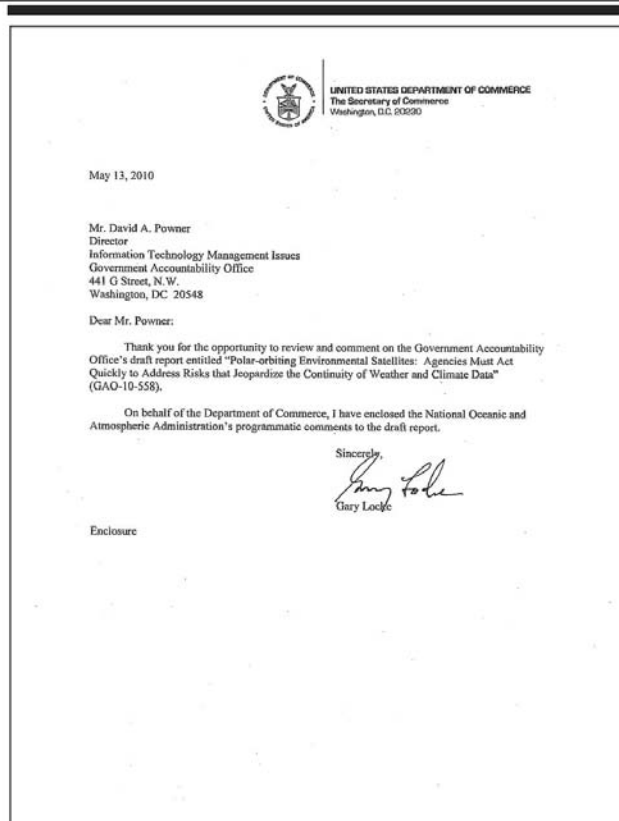 UNITED STATES DEPARTMENT OF COMMERCE
The Secretary of Commerce
Washington, D.C. 20230
May 13, 2010
Mr. David A. Powner
Director
Information Technology Management Issues
Government Accountability Office
441 G Street, N.W.
Washington, DC 20548
Dear Mr. Powner:
Thank you for the opportunity to review and comment on the Government Accountability
Office's draft report entitled "Polar-orbiting Environmental Satellites: Agencies Must Act
Quickly to Address Risks that Jeopardize the Continuity of Weather and Climate Data"
(GAO-10-558).
On behalf of the Department of Commerce, I have enclosed the National Oceanic and
Atmospheric Administration's programmatic comments to the draft report.
Sincerely,
Gary Locke
Gary Locke
Enclosure